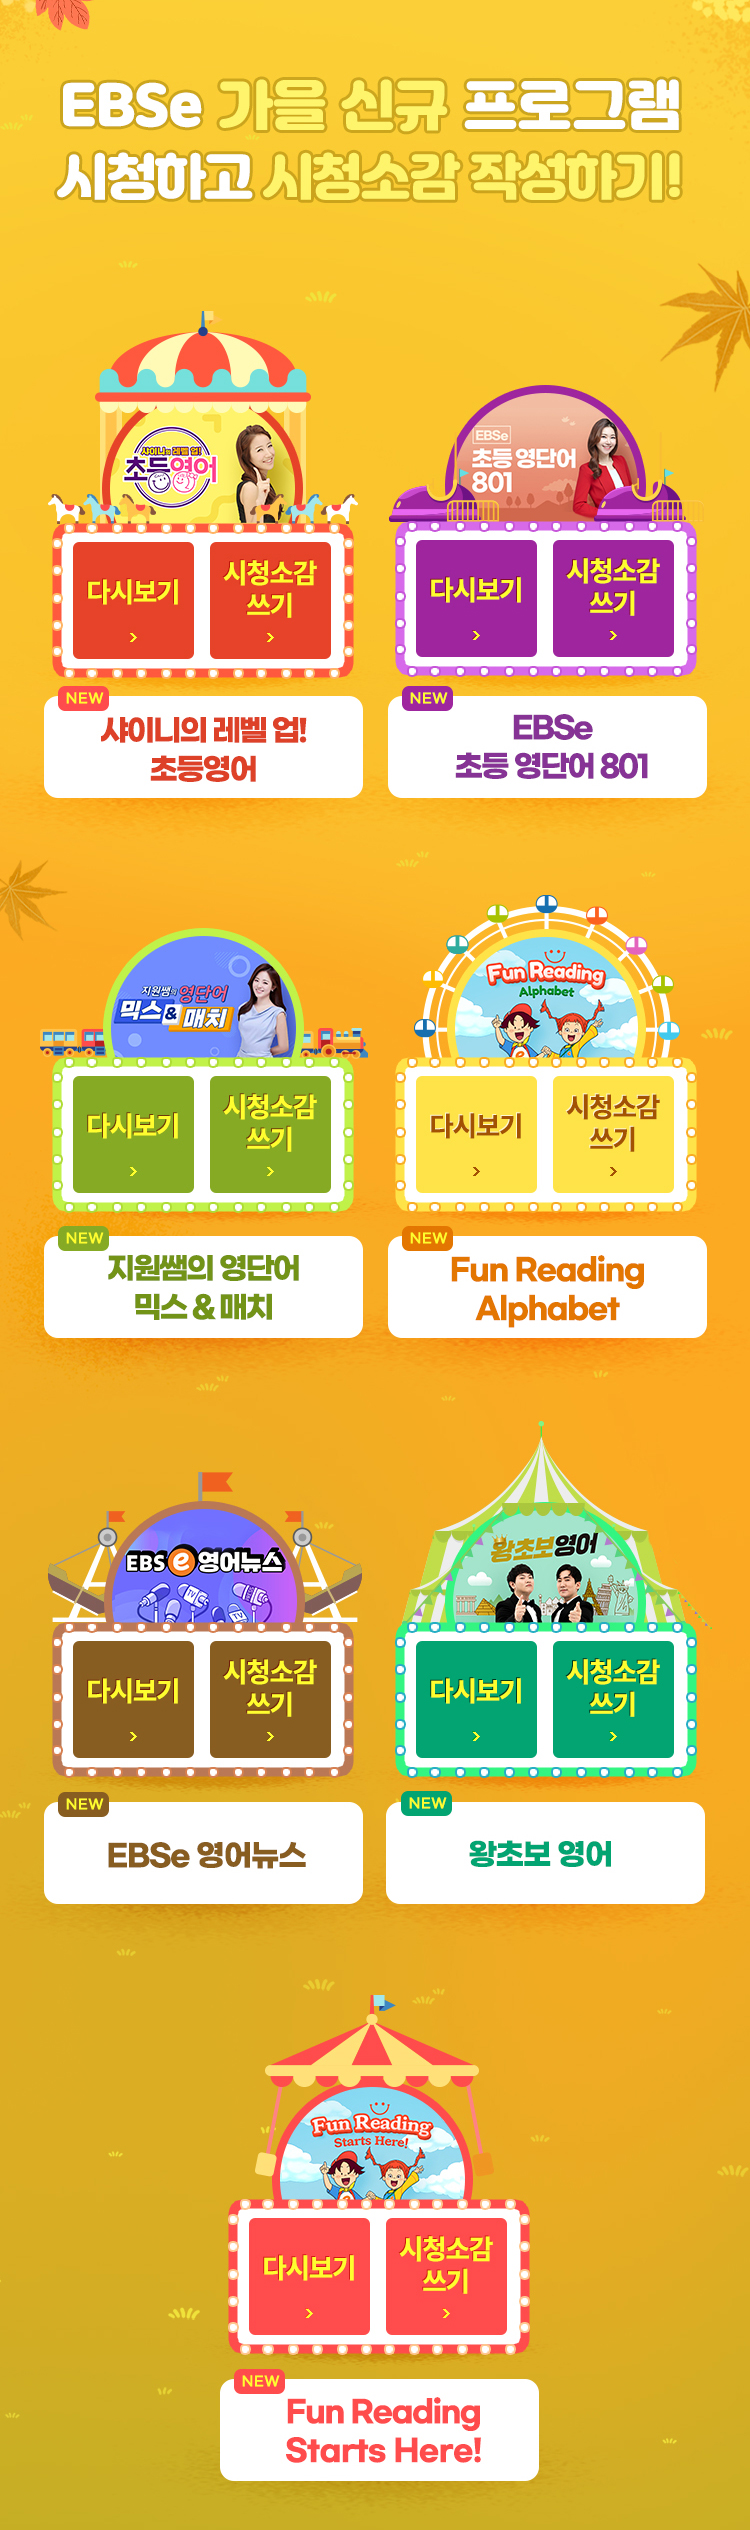 EBSe 가을 신규 프로그램
시청하고 시청소감 작성하기!
샤이니의 레벨 업!
초등영어
다시보기
시청소감
쓰기
NEW
샤이니의 레벨 업!
초등영어
EBSe
초등 영단어
801
다시보기
시청소감
쓰기
NEW
EBSe
초등 영단어 801
지원쌤의 영단어
믹스 & 매치
다시보기
시청소감
쓰기
NEW
지원쌤의 영단어
믹스 & 매치
Fun Reading
Alphabet
다시보기
시청소감
쓰기
NEW
Fun Reading
Alphabet
EBS e 영어뉴스
TV
TV
다시보기
시청소감
쓰기
NEW
EBSe 영어뉴스
왕초보영어
다시보기
시청소감
쓰기
NEW
왕초보 영어
Fun Reading
Starts Here!
다시보기
시청소감
쓰기
NEW
Fun Reading
Starts Here!